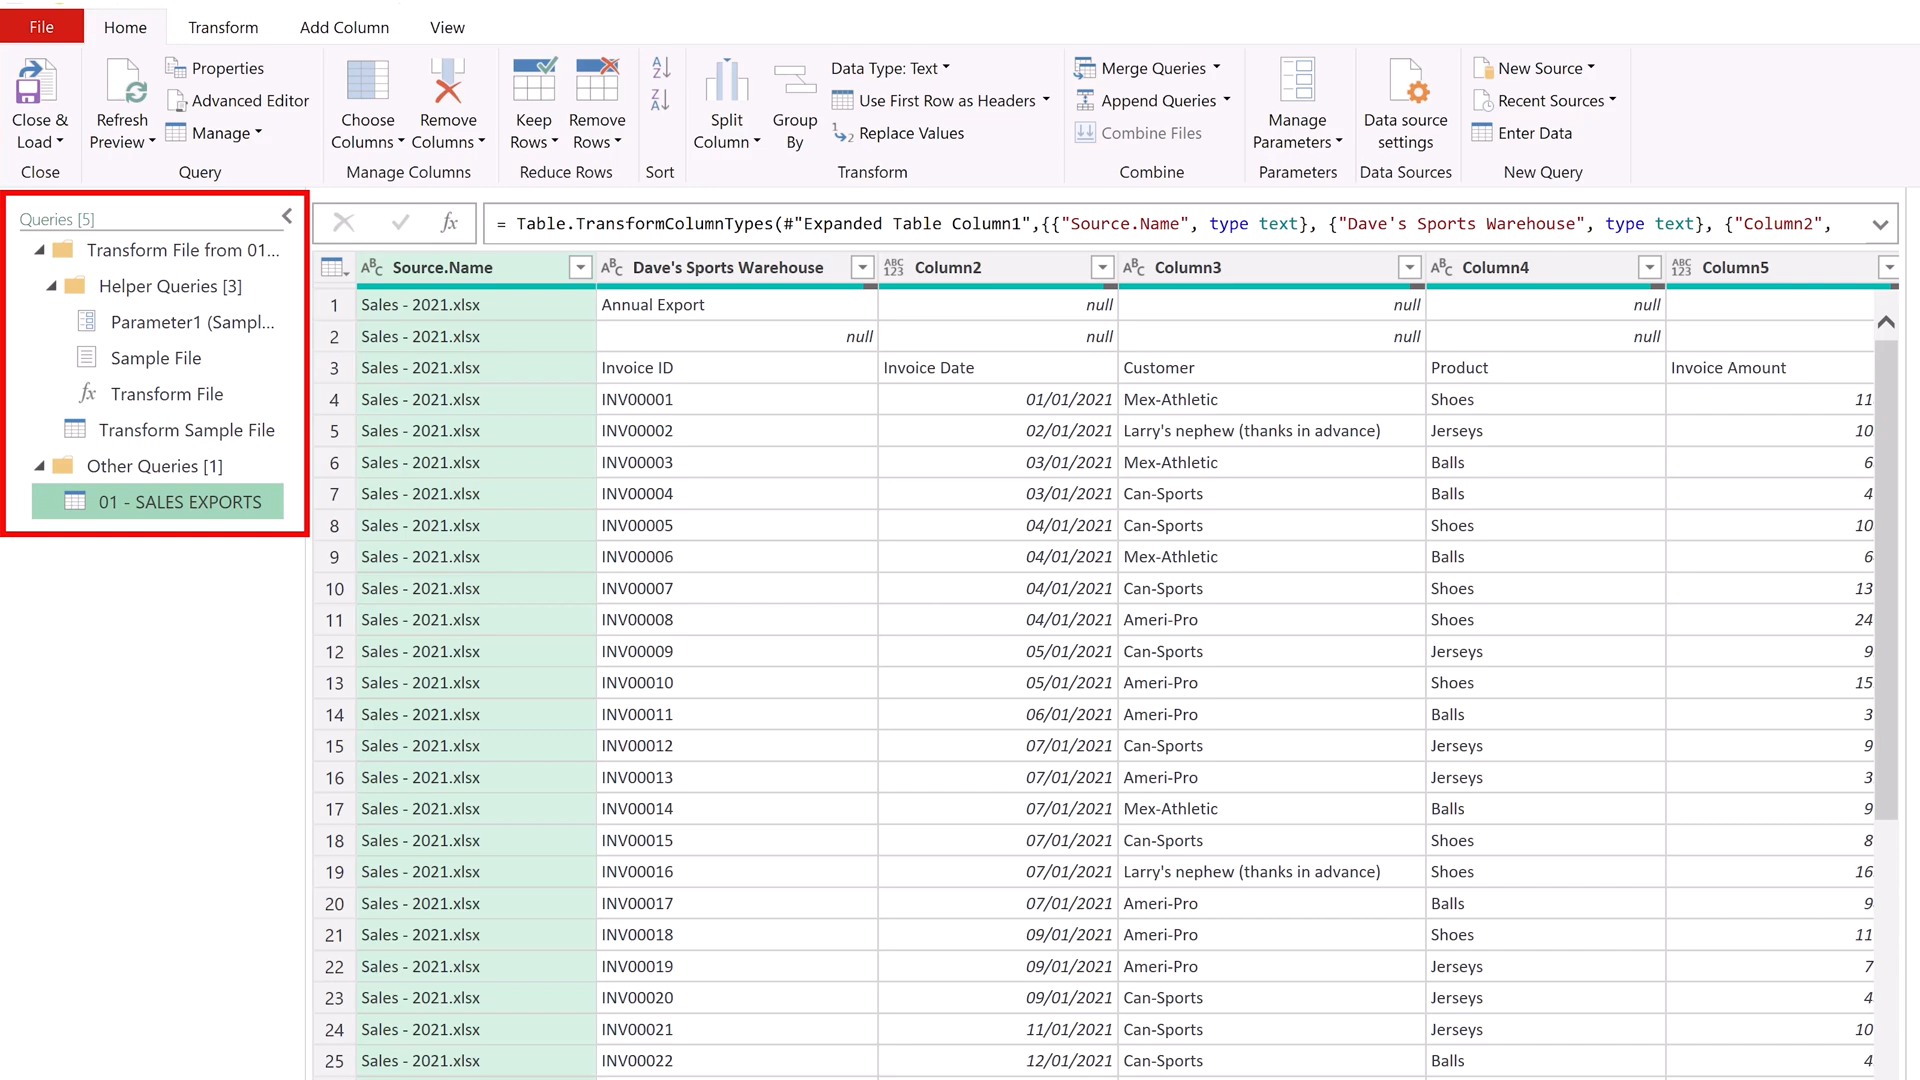 File Home Transform Add Column View
Properties Data Type: Text Merge Queries New Source
Advanced Editor Use First Row as Headers Append Queries Recent Sources
Close & Load Refresh Preview Manage Choose Columns Remove Columns Keep Rows Remove Rows Split Column Group By Replace Values Combine Files Manage Parameters Data source settings Enter Data
Close Query Manage Columns Reduce Rows Sort Transform Combine Parameters Data Sources New Query
Queries [5]
Transform File from 01...
Helper Queries [3]
Parameter1 (Sampl...
Sample File
fx Transform File
Transform Sample File
Other Queries [1]
01 - SALES EXPORTS
fx = Table.TransformColumnTypes(#"Expanded Table Column1",{{"Source.Name", type text}, {"Dave's Sports Warehouse", type text}, {"Column2",
ABC Source.Name ABC Dave's Sports Warehouse ABC 123 Column2 ABC Column3 ABC Column4 ABC 123 Column5
1 Sales - 2021.xlsx Annual Export null null null
2 Sales - 2021.xlsx null null null null
3 Sales - 2021.xlsx Invoice ID Invoice Date Customer Product Invoice Amount
4 Sales - 2021.xlsx INV00001 01/01/2021 Mex-Athletic Shoes 11
5 Sales - 2021.xlsx INV00002 02/01/2021 Larry's nephew (thanks in advance) Jerseys 10
6 Sales - 2021.xlsx INV00003 03/01/2021 Mex-Athletic Balls 6
7 Sales - 2021.xlsx INV00004 03/01/2021 Can-Sports Balls 4
8 Sales - 2021.xlsx INV00005 04/01/2021 Can-Sports Shoes 10
9 Sales - 2021.xlsx INV00006 04/01/2021 Mex-Athletic Balls 6
10 Sales - 2021.xlsx INV00007 04/01/2021 Can-Sports Shoes 13
11 Sales - 2021.xlsx INV00008 04/01/2021 Ameri-Pro Shoes 24
12 Sales - 2021.xlsx INV00009 05/01/2021 Can-Sports Jerseys 9
13 Sales - 2021.xlsx INV00010 05/01/2021 Ameri-Pro Shoes 15
14 Sales - 2021.xlsx INV00011 06/01/2021 Ameri-Pro Balls 3
15 Sales - 2021.xlsx INV00012 07/01/2021 Can-Sports Jerseys 9
16 Sales - 2021.xlsx INV00013 07/01/2021 Ameri-Pro Jerseys 3
17 Sales - 2021.xlsx INV00014 07/01/2021 Mex-Athletic Balls 9
18 Sales - 2021.xlsx INV00015 07/01/2021 Can-Sports Shoes 8
19 Sales - 2021.xlsx INV00016 07/01/2021 Larry's nephew (thanks in advance) Shoes 16
20 Sales - 2021.xlsx INV00017 07/01/2021 Ameri-Pro Balls 9
21 Sales - 2021.xlsx INV00018 09/01/2021 Ameri-Pro Shoes 11
22 Sales - 2021.xlsx INV00019 09/01/2021 Ameri-Pro Jerseys 7
23 Sales - 2021.xlsx INV00020 09/01/2021 Can-Sports Jerseys 4
24 Sales - 2021.xlsx INV00021 11/01/2021 Can-Sports Jerseys 10
25 Sales - 2021.xlsx INV00022 12/01/2021 Can-Sports Balls 4